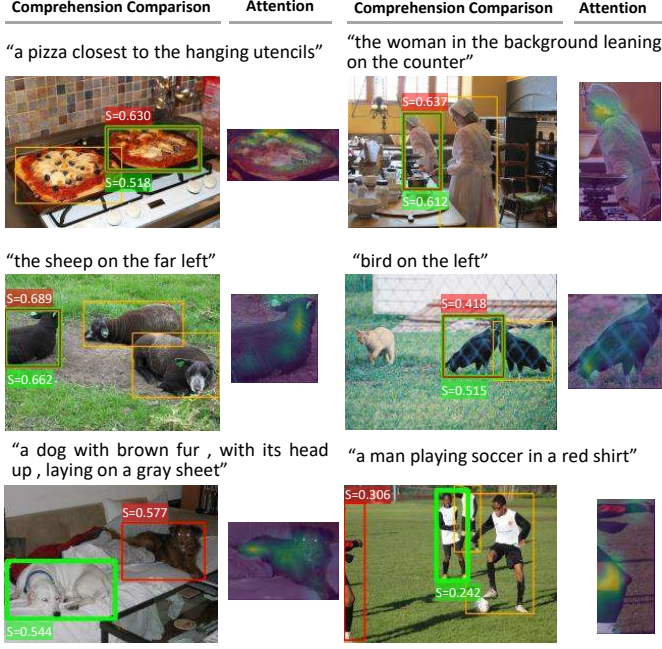 Comprehension Comparison Attention Comprehension Comparison Attention
“a pizza closest to the hanging utencils”
“the woman in the background leaning
on the counter”
S=0.630
S=0.518
S=0.637
S=0.612
“the sheep on the far left”
“bird on the left”
S=0.689
S=0.662
S=0.418
S=0.515
“a dog with brown fur , with its head
up , laying on a gray sheet”
“a man playing soccer in a red shirt”
S=0.577
S=0.544
S=0.306
S=0.242